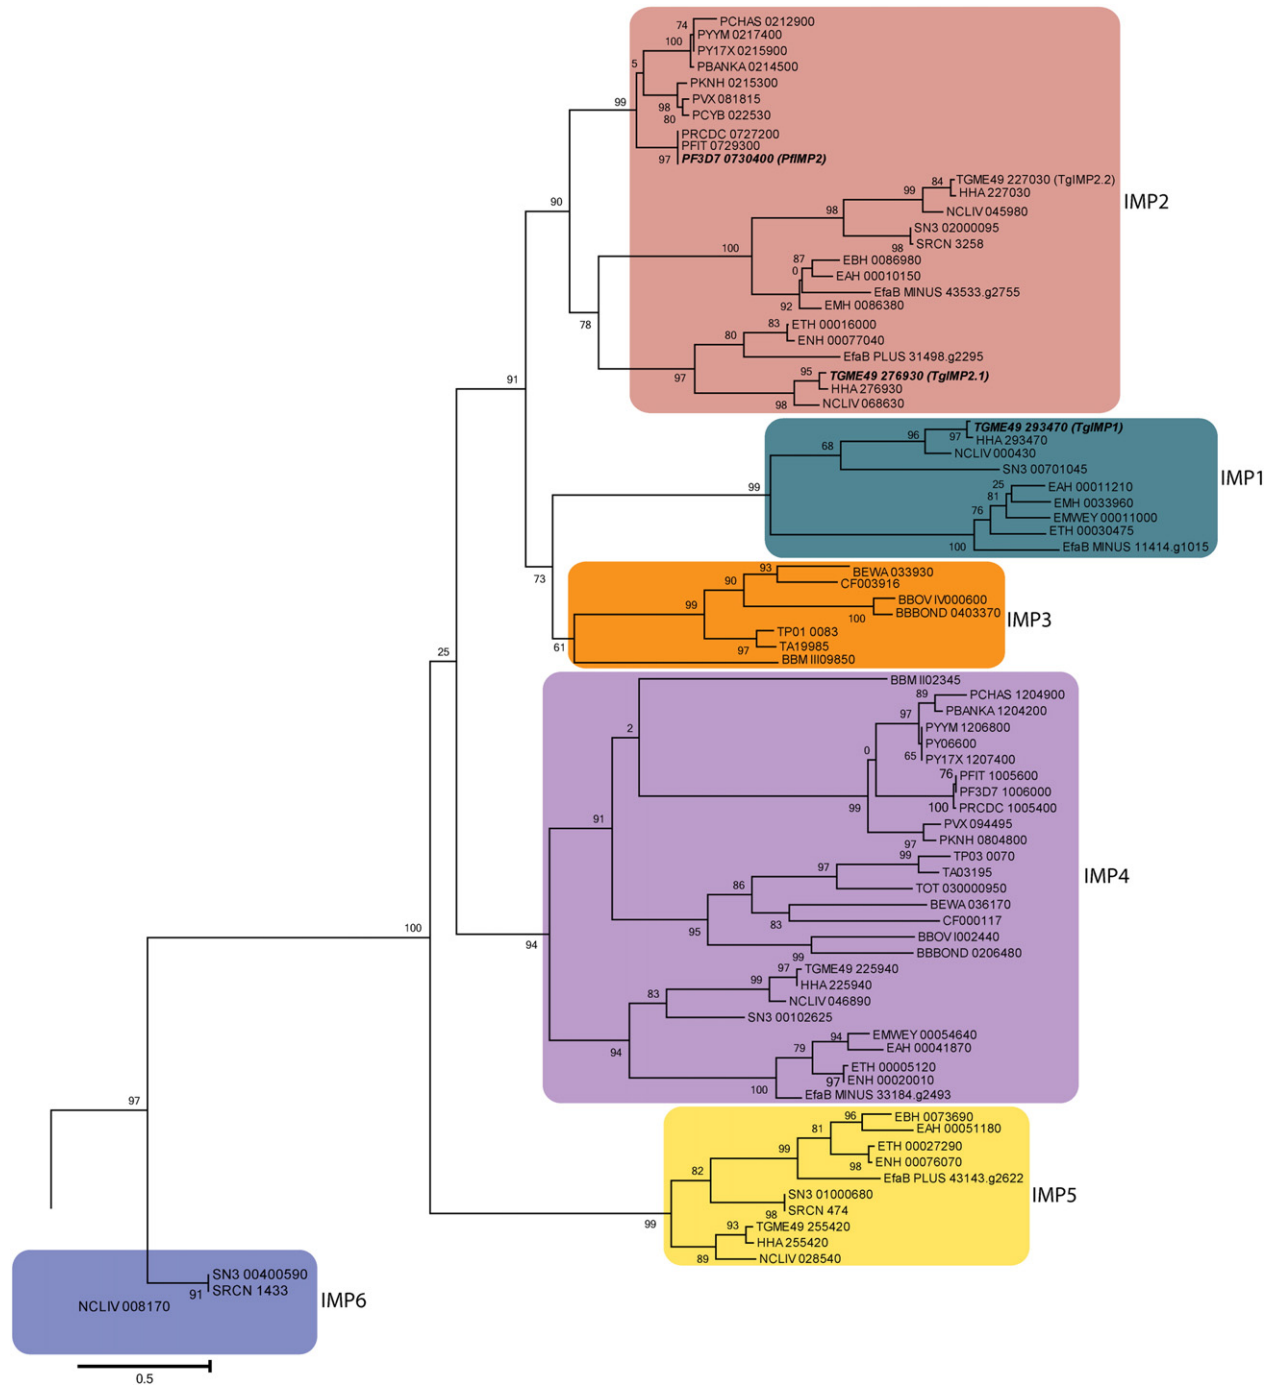 74
PCHAS 0212900
PYYM 0217400
100
PY17X 0215900
5
PBANKA 0214500
PKNH 0215300
PVX 081815
99
98
80
PCYB 022530
PRCDC 0727200
PFIT 0729300
97
PF3D7 0730400 (PfIMP2)
84
TGME49 227030 (TgIMP2.2)
99
HHA 227030
IMP2
90
98
NCLIV 045980
SN3 02000095
100
98
SRCN 3258
87
EBH 0086980
0
EAH 00010150
EfaB MINUS 43533.g2755
92
EMH 0086380
78
83
ETH 00016000
80
ENH 00077040
EfaB PLUS 31498.g2295
97
95
TGME49 276930 (TgIMP2.1)
91
HHA 276930
98
NCLIV 068630
96
97
TGME49 293470 (TgIMP1)
HHA 293470
68
NCLIV 000430
SN3 00701045
IMP1
99
25
EAH 00011210
81
EMH 0033960
76
EMWEY 00011000
ETH 00030475
100
EfaB MINUS 11414.g1015
73
93
BEWA 033930
90
CF003916
99
BBOV IV000600
100
BBBOND 0403370
IMP3
TP01 0083
61
97
TA19985
25
BBM III09850
BBM II02345
89
PCHAS 1204900
97
PBANKA 1204200
2
PYYM 1206800
0
PY06600
65
PY17X 1207400
76
PFIT 1005600
PF3D7 1006000
99
100
PRCDC 1005400
91
PVX 094495
97
PKNH 0804800
99
TP03 0070
97
TA03195
IMP4
86
TOT 030000950
BEWA 036170
83
CF000117
95
BBOV I002440
100
94
99
BBBOND 0206480
97
TGME49 225940
99
HHA 225940
83
NCLIV 046890
SN3 00102625
94
EMWEY 00054640
94
79
EAH 00041870
ETH 00005120
97
ENH 00020010
100
EfaB MINUS 33184.g2493
97
96
EBH 0073690
81
EAH 00051180
99
ETH 00027290
98
ENH 00076070
82
EfaB PLUS 43143.g2622
SN3 01000680
IMP5
98
SRCN 474
99
93
TGME49 255420
HHA 255420
89
NCLIV 028540
SN3 00400590
91
SRCN 1433
IMP6
NCLIV 008170
0.5